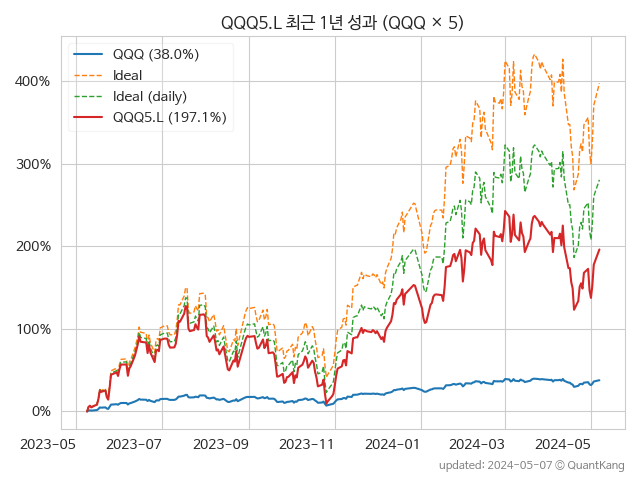 QQQ5.L 최근 1년 성과 (QQQ × 5)
QQQ (38.0%)
Ideal
Ideal (daily)
QQQ5.L (197.1%)
400%
300%
200%
100%
0%
2023-05 2023-07 2023-09 2023-11 2024-01 2024-03 2024-05
updated: 2024-05-07 © QuantKang